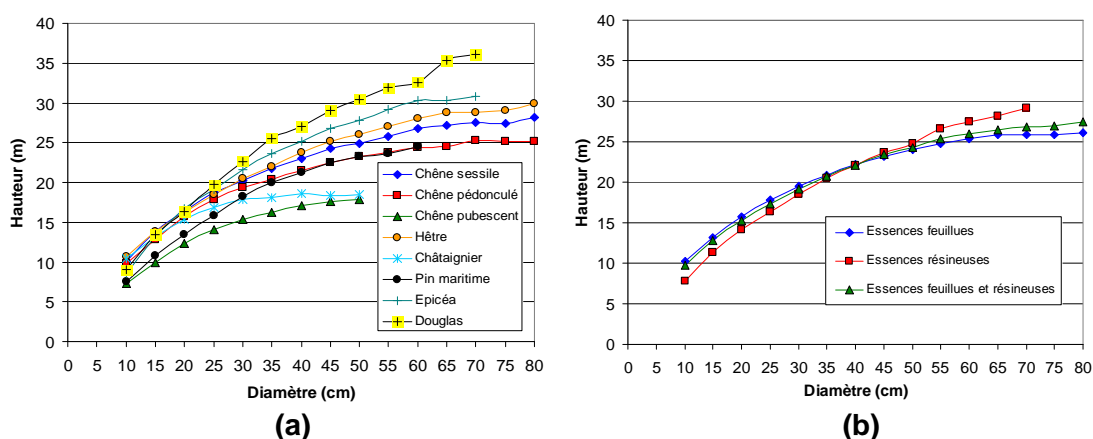 40
35
30
25
20
15
10
5
0
Hauteur (m)
0 5 10 15 20 25 30 35 40 45 50 55 60 65 70 75 80
Diamètre (cm)
Chêne sessile
Chêne pédonculé
Chêne pubescent
Hêtre
Châtaignier
Pin maritime
Epicéa
Douglas
(a)
40
35
30
25
20
15
10
5
0
Hauteur (m)
0 5 10 15 20 25 30 35 40 45 50 55 60 65 70 75 80
Diamètre (cm)
Essences feuillues
Essences résineuses
Essences feuillues et résineuses
(b)